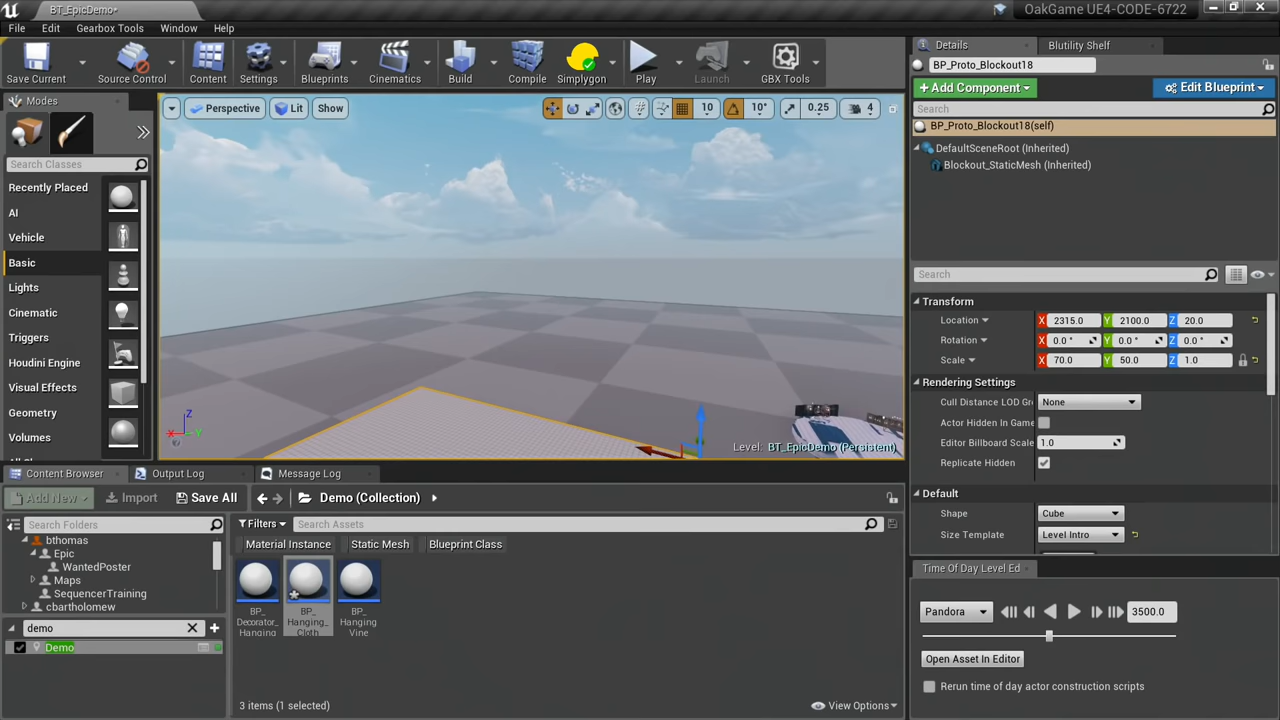 BT_EpicDemo*
OakGame UE4-CODE-6722
File Edit Gearbox Tools Window Help
Save Current Source Control Content Settings Blueprints Cinematics Build Compile Simplygon Play Launch GBX Tools
Modes
Search Classes
Recently Placed
AI
Vehicle
Basic
Lights
Cinematic
Triggers
Houdini Engine
Visual Effects
Geometry
Volumes
Perspective Lit Show 10 10° 0.25 4
Z
X Y
Level: BT_EpicDemo (Persistent)
Details Blutility Shelf
BP_Proto_Blockout18
+ Add Component Edit Blueprint
Search
BP_Proto_Blockout18(self)
DefaultSceneRoot (Inherited)
Blockout_StaticMesh (Inherited)
Search
Transform
Location X 2315.0 Y 2100.0 Z 20.0
Rotation X 0.0 ° Y 0.0 ° Z 0.0 °
Scale X 70.0 Y 50.0 Z 1.0
Rendering Settings
Cull Distance LOD Gr None
Actor Hidden In Game
Editor Billboard Scale 1.0
Replicate Hidden
Default
Shape Cube
Size Template Level Intro
Time Of Day Level Ed
Pandora 3500.0
Open Asset In Editor
Rerun time of day actor construction scripts
Content Browser Output Log Message Log
Add New Import Save All Demo (Collection)
Search Folders
bthomas
Epic
WantedPoster
Maps
SequencerTraining
cbartholomew
demo
Demo
Filters Search Assets
Material Instance Static Mesh Blueprint Class
BP_ BP_ BP_
Decorator_ Hanging_ Hanging
Hanging Cloth Vine
3 items (1 selected) View Options